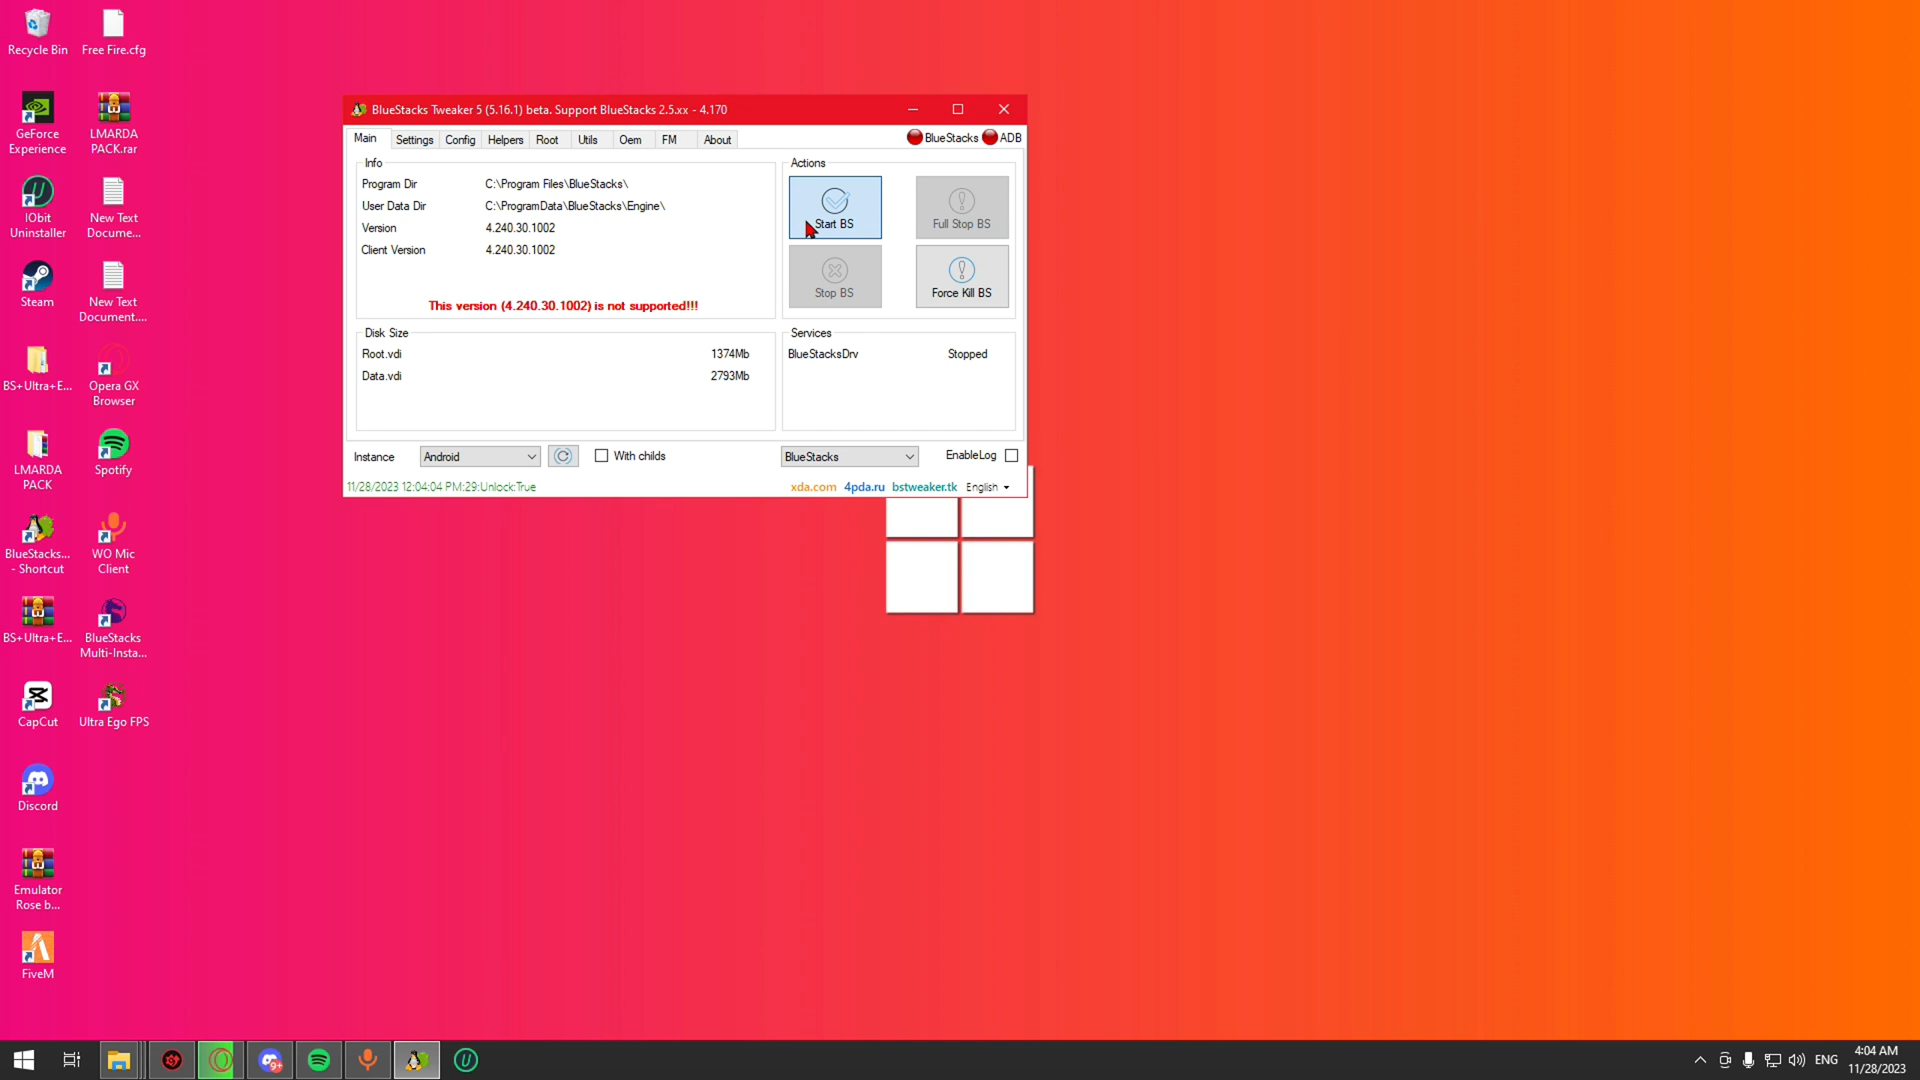 Recycle Bin
Free Fire.cfg
GeForce
Experience
LMARDA
PACK.rar
IObit
Uninstaller
New Text
Docume...
Steam
New Text
Document....
BS+Ultra+E...
Opera GX
Browser
LMARDA
PACK
Spotify
BlueStacks...
- Shortcut
WO Mic
Client
BS+Ultra+E...
BlueStacks
Multi-Insta...
CapCut
Ultra Ego FPS
Discord
Emulator
Rose b...
FiveM
BlueStacks Tweaker 5 (5.16.1) beta. Support BlueStacks 2.5.xx - 4.170
Main Settings Config Helpers Root Utils Oem FM About
BlueStacks ADB
Info
Program Dir C:\Program Files\BlueStacks\
User Data Dir C:\ProgramData\BlueStacks\Engine\
Version 4.240.30.1002
Client Version 4.240.30.1002
This version (4.240.30.1002) is not supported!!!
Actions
Start BS
Full Stop BS
Stop BS
Force Kill BS
Disk Size
Root.vdi 1374Mb
Data.vdi 2793Mb
Services
BlueStacksDrv Stopped
Instance Android With childs BlueStacks EnableLog
11/28/2023 12:04:04 PM:29:Unlock:True
xda.com 4pda.ru bstweaker.tk English
9+
ENG
4:04 AM
11/28/2023